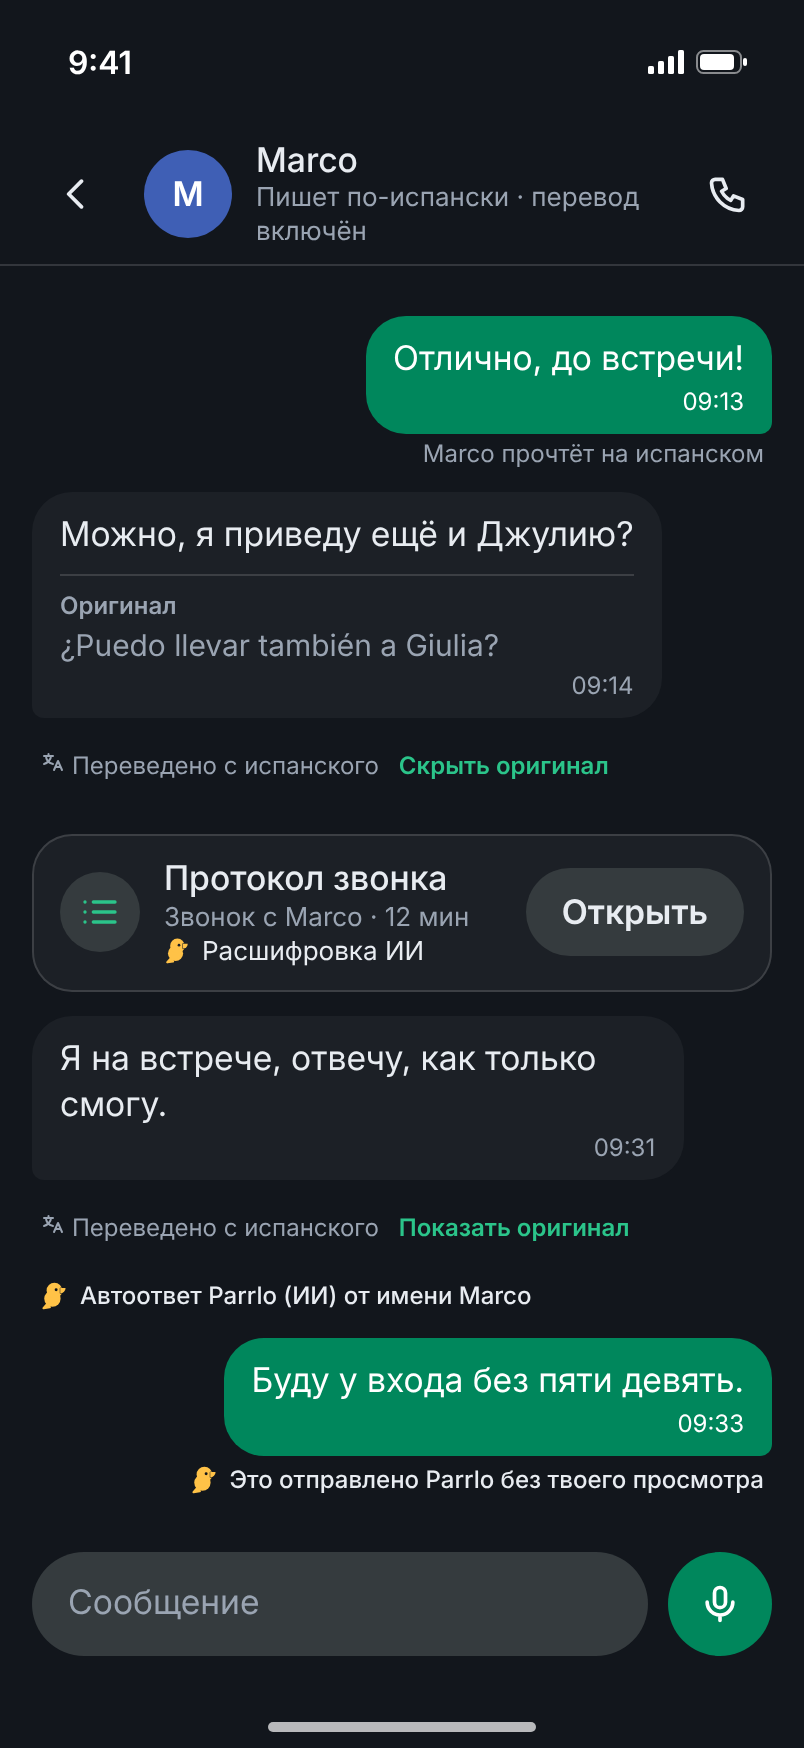 9:41
M
Marco
Пишет по-испански · перевод
включён
Отлично, до встречи!
09:13
Marco прочтёт на испанском
Можно, я приведу ещё и Джулию?
Оригинал
¿Puedo llevar también a Giulia?
09:14
Переведено с испанского Скрыть оригинал
Протокол звонка
Звонок с Marco · 12 мин
Расшифровка ИИ
Открыть
Я на встрече, отвечу, как только
смогу.
09:31
Переведено с испанского Показать оригинал
Автоответ Parrlo (ИИ) от имени Marco
Буду у входа без пяти девять.
09:33
Это отправлено Parrlo без твоего просмотра
Сообщение